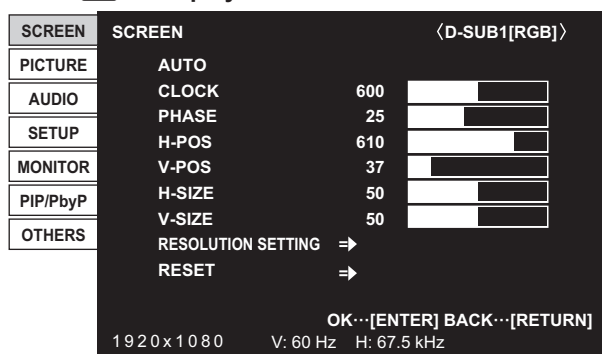 SCREEN
PICTURE
AUDIO
SETUP
MONITOR
PIP/PbyP
OTHERS
SCREEN 〈D-SUB1[RGB]〉
AUTO
CLOCK 600
PHASE 25
H-POS 610
V-POS 37
H-SIZE 50
V-SIZE 50
RESOLUTION SETTING ⇒
RESET ⇒
OK···[ENTER] BACK···[RETURN]
1920x1080 V: 60 Hz H: 67.5 kHz